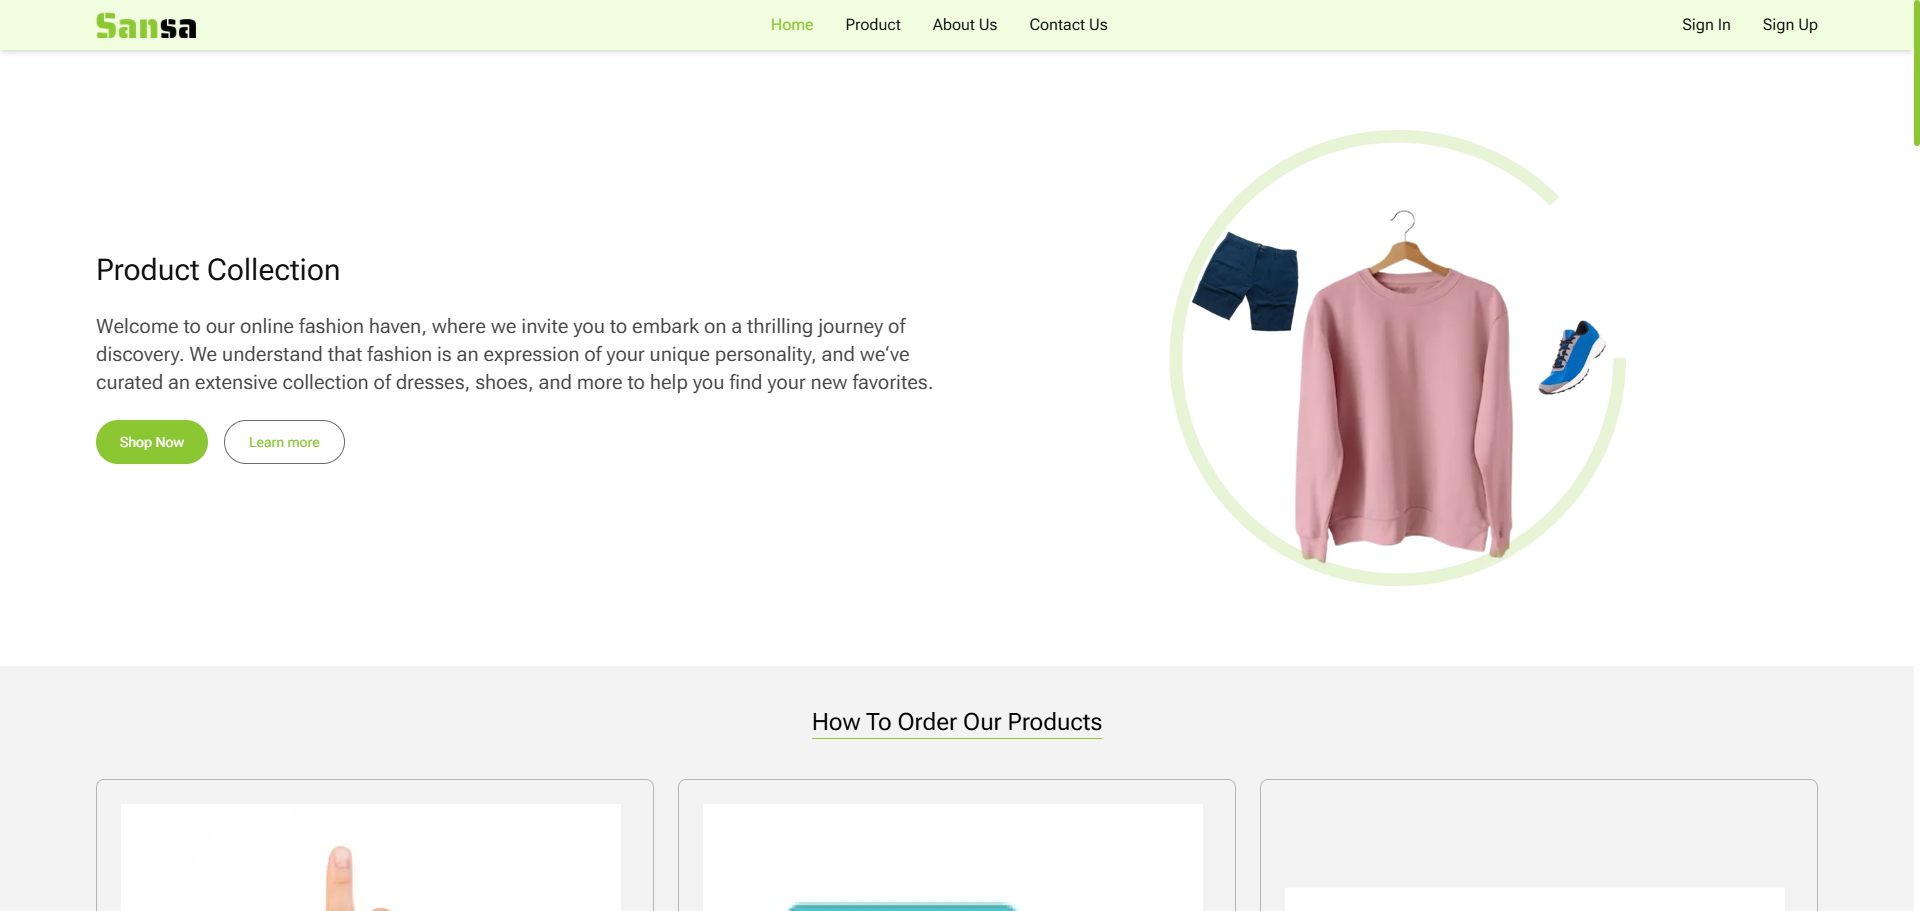 Sansa
Home Product About Us Contact Us
Sign In Sign Up
Product Collection
Welcome to our online fashion haven, where we invite you to embark on a thrilling journey of
discovery. We understand that fashion is an expression of your unique personality, and we‘ve
curated an extensive collection of dresses, shoes, and more to help you find your new favorites.
Shop Now Learn more
How To Order Our Products